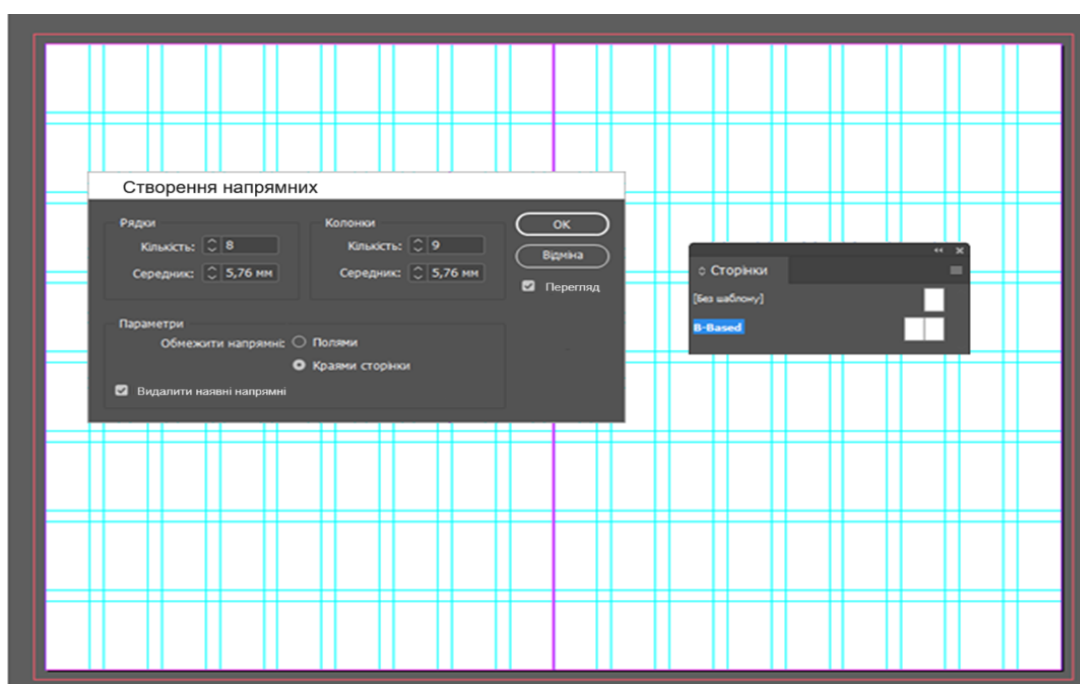 Створення напрямних
Рядки
Кількість: 8
Середник: 5,76 мм
Колонки
Кількість: 9
Середник: 5,76 мм
ОК
Відміна
Перегляд
Параметри
Обмежити напрямні: Полями
Краями сторінки
Видалити наявні напрямні
Сторінки
[Без шаблону]
B-Based